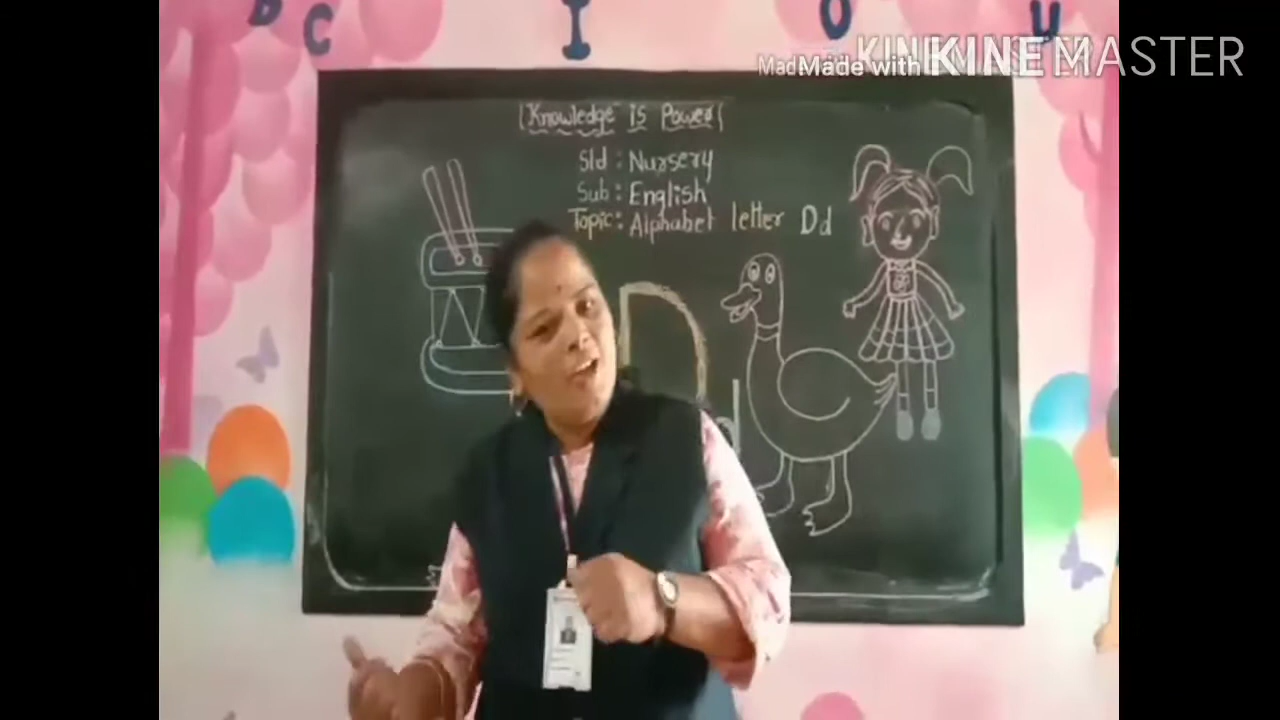 B C I O U
Made with KINEMASTER
Knowledge is Power
Std : Nursery
Sub : English
Topic : Alphabet letter Dd
D
d